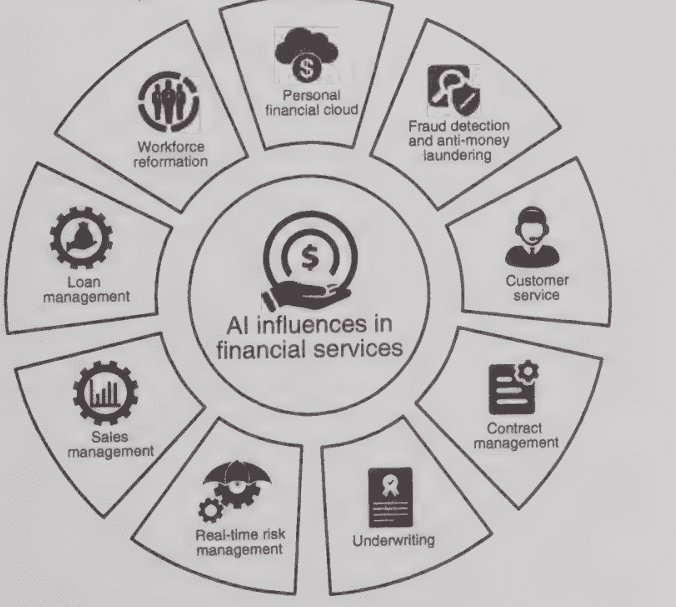 Personal
financial cloud
Fraud detection
and anti-money
laundering
Customer
service
Contract
management
Underwriting
Real-time risk
management
Sales
management
Loan
management
Workforce
reformation
$
$
AI influences in
financial services